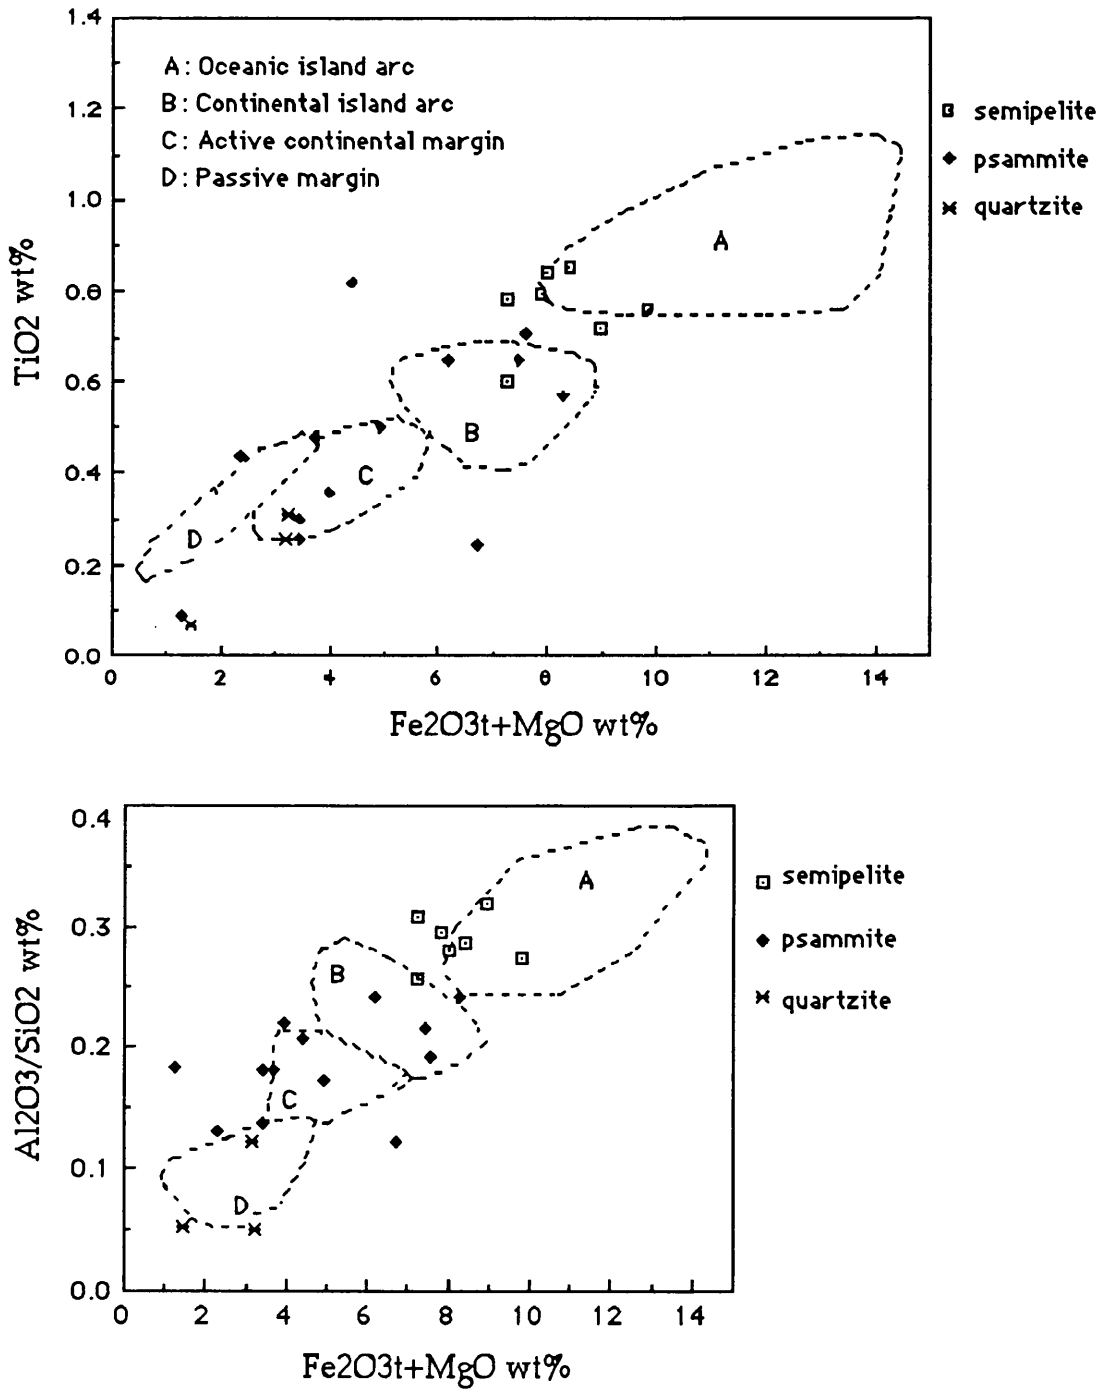 1.4
1.2
1.0
0.8
0.6
0.4
0.2
0.0
TiO2 wt%
A: Oceanic island arc
B: Continental island arc
C: Active continental margin
D: Passive margin
A
B
C
D
semipelite
psammite
quartzite
0 2 4 6 8 10 12 14
Fe2O3t+MgO wt%
0.4
0.3
0.2
0.1
0.0
Al2O3/SiO2 wt%
A
B
C
D
semipelite
psammite
quartzite
0 2 4 6 8 10 12 14
Fe2O3t+MgO wt%